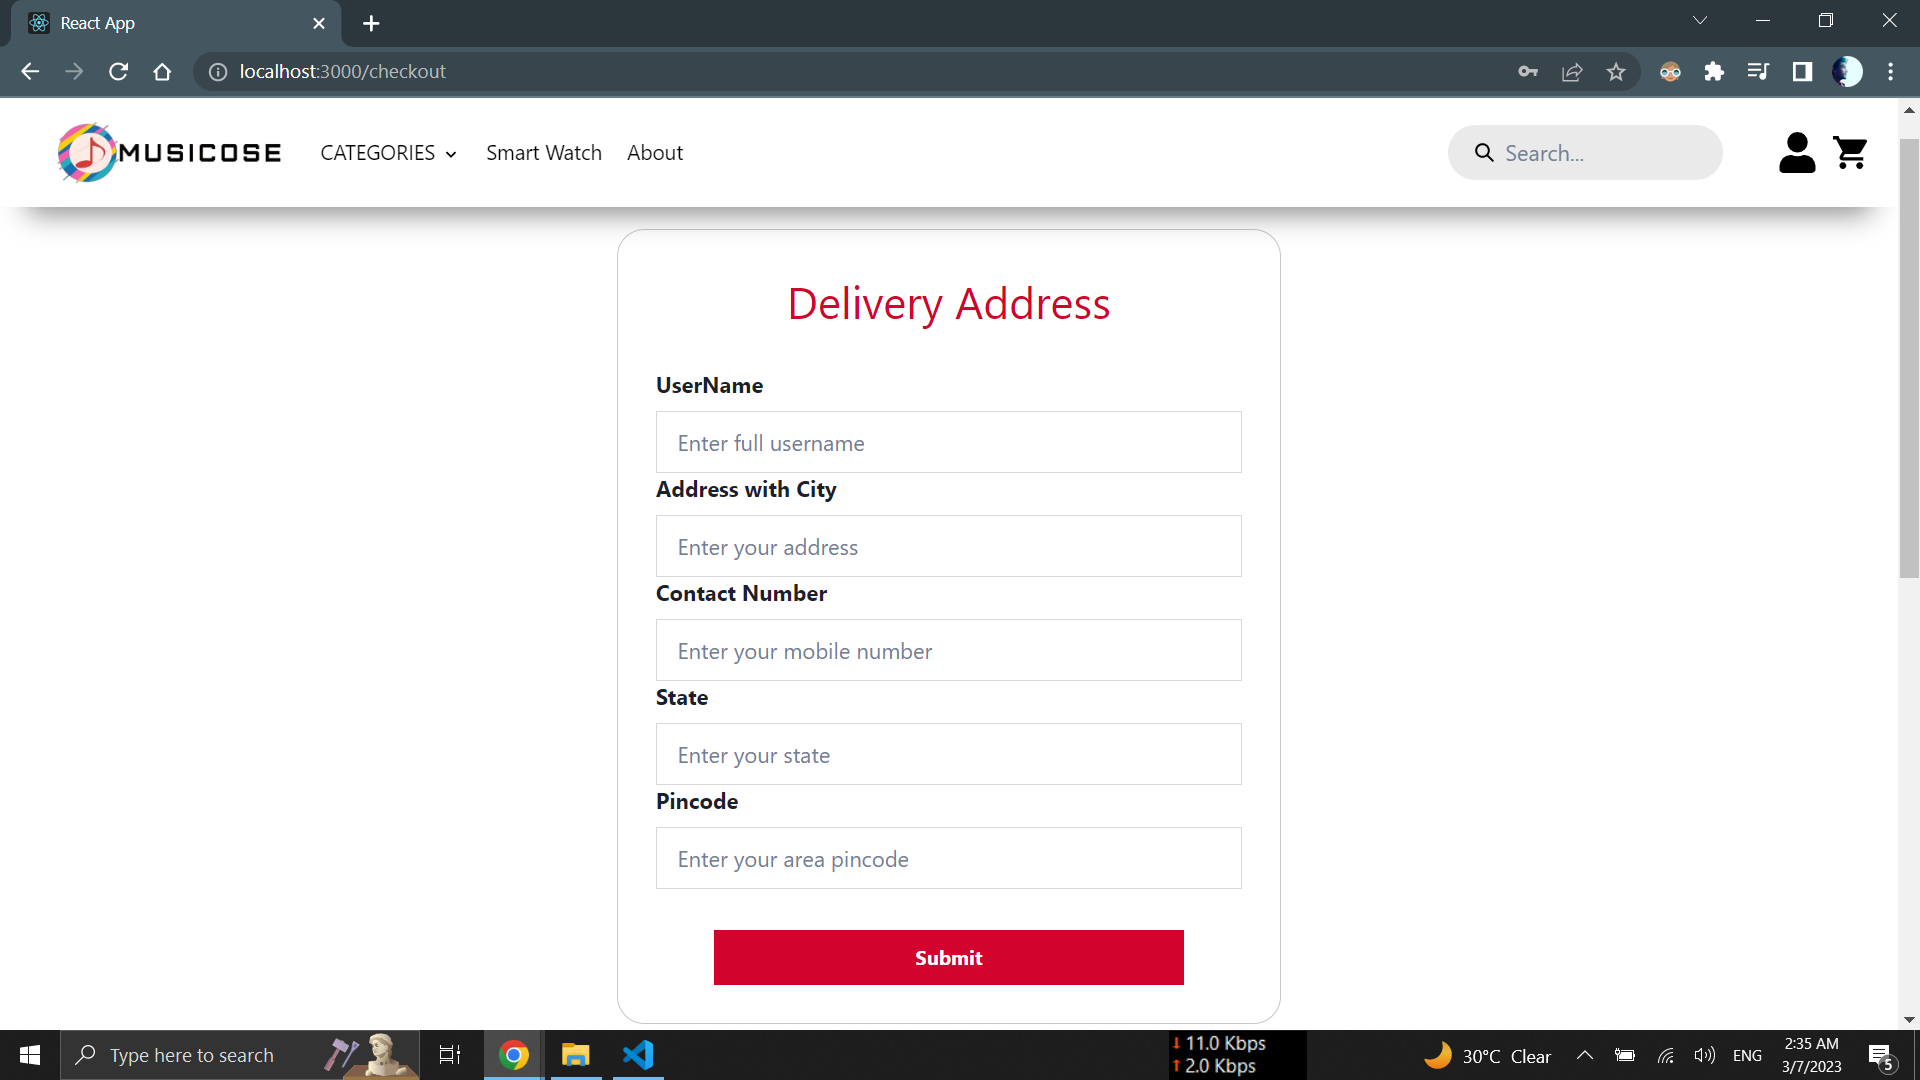 React App
localhost:3000/checkout
MUSICOSE
CATEGORIES
Smart Watch
About
Search...
Delivery Address
UserName
Enter full username
Address with City
Enter your address
Contact Number
Enter your mobile number
State
Enter your state
Pincode
Enter your area pincode
Submit
Type here to search
11.0 Kbps
2.0 Kbps
30°C Clear
ENG
2:35 AM
3/7/2023
5